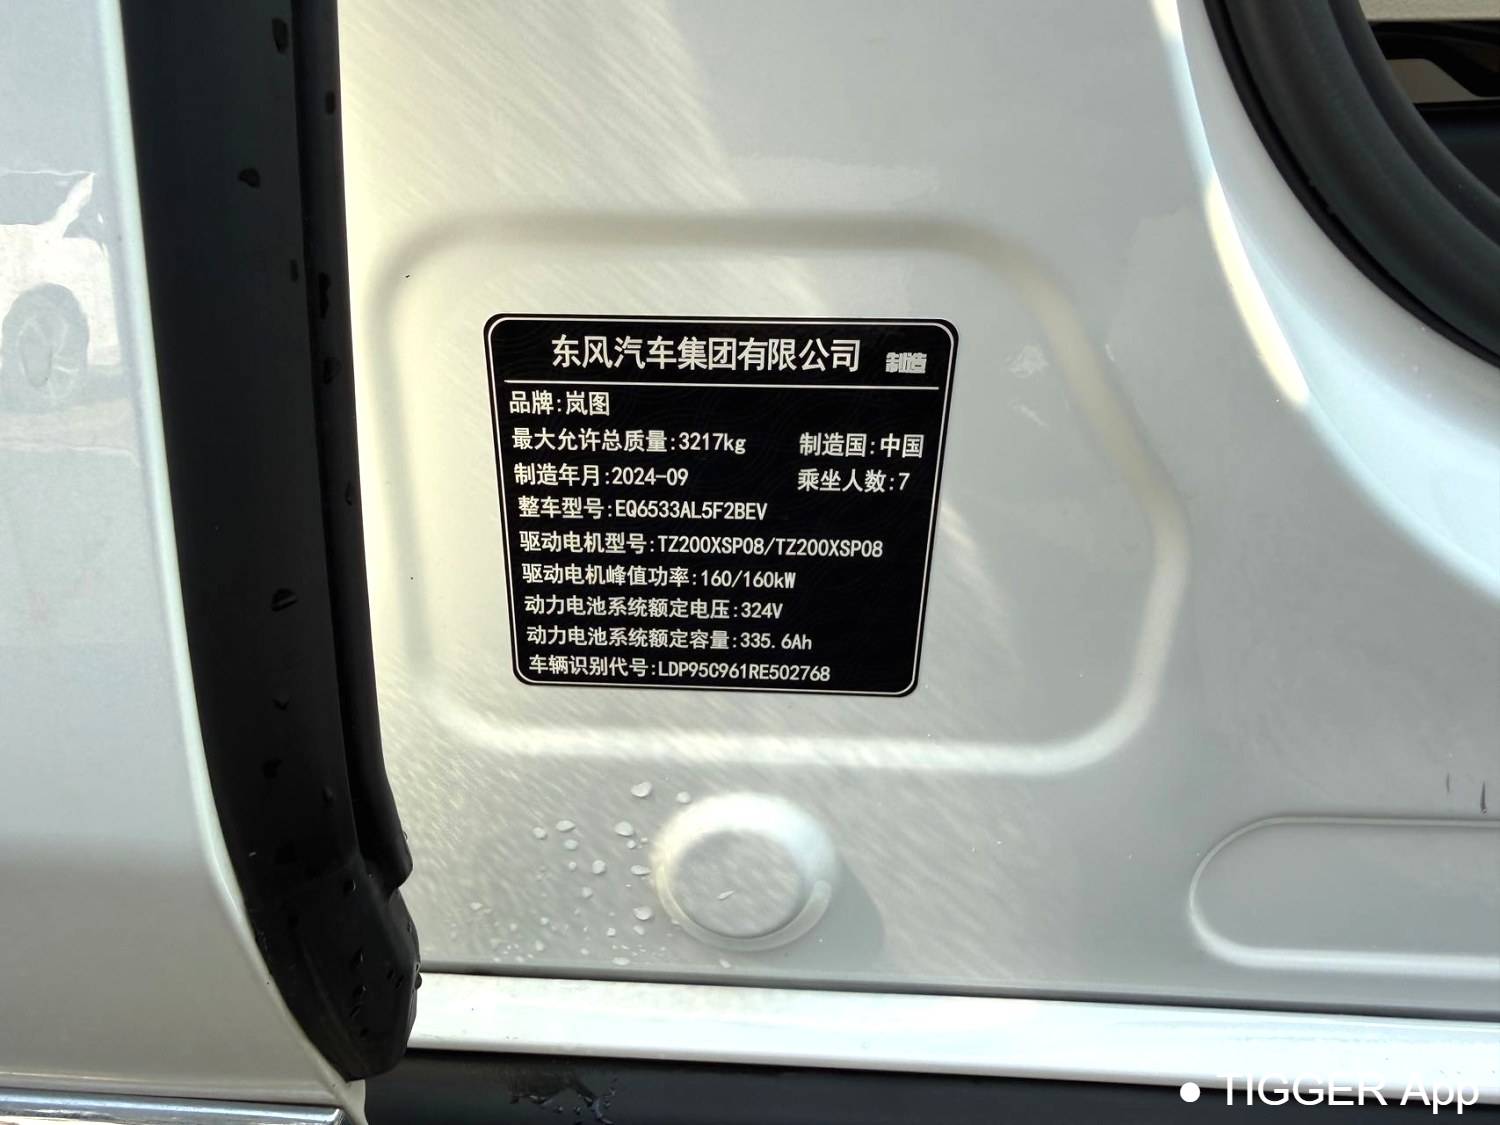 东风汽车集团有限公司 制造
品牌:岚图
最大允许总质量:3217kg 制造国:中国
制造年月:2024-09 乘坐人数:7
整车型号:EQ6533AL5F2BEV
驱动电机型号:TZ200XSP08/TZ200XSP08
驱动电机峰值功率:160/160kW
动力电池系统额定电压:324V
动力电池系统额定容量:335.6Ah
车辆识别代号:LDP95C961RE502768
TIGGER App